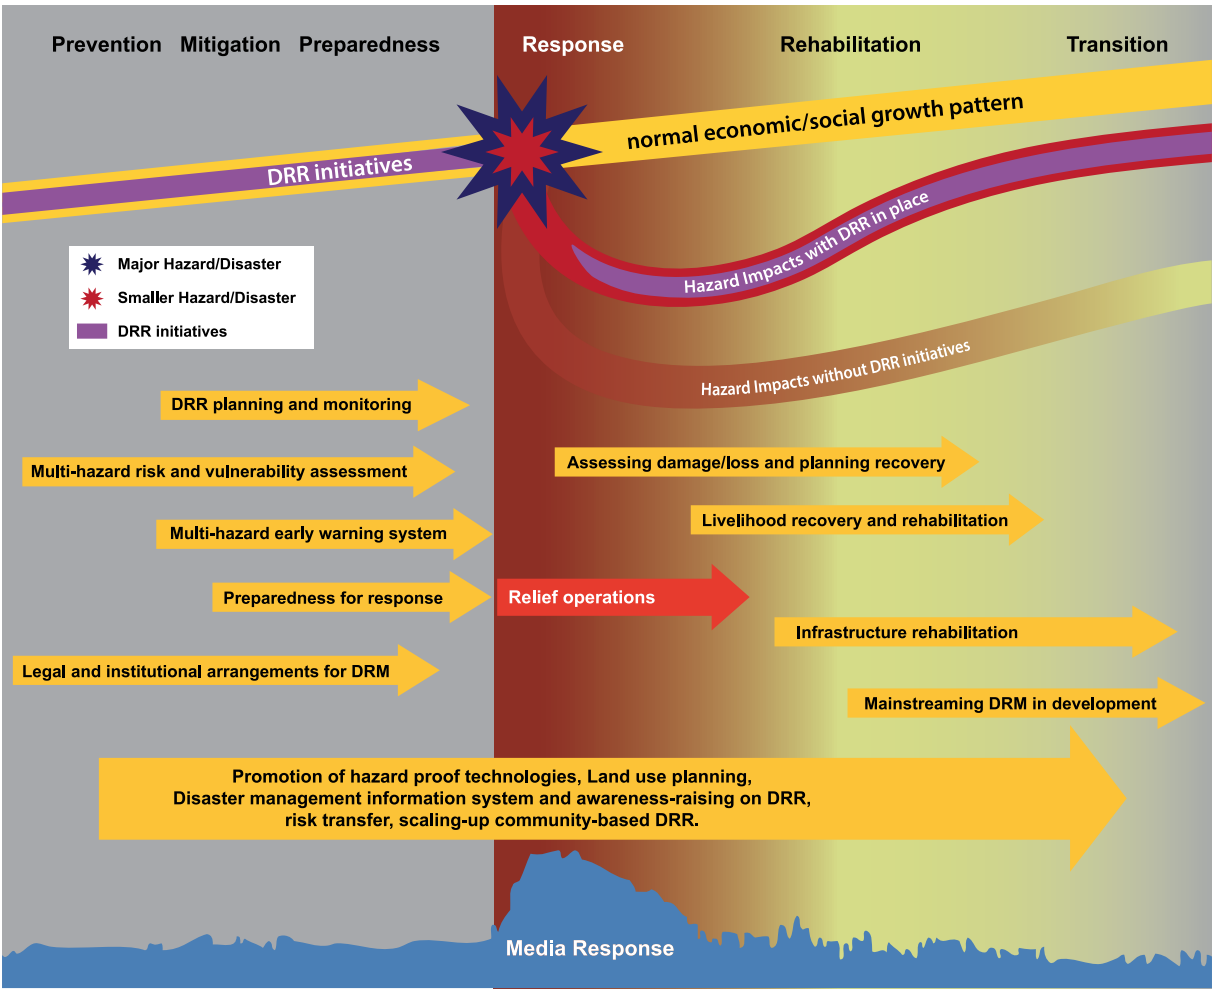 Prevention Mitigation Preparedness Response Rehabilitation Transition
normal economic/social growth pattern
DRR initiatives
Hazard Impacts with DRR in place
Major Hazard/Disaster
Smaller Hazard/Disaster
DRR initiatives
Hazard Impacts without DRR initiatives
DRR planning and monitoring
Multi-hazard risk and vulnerability assessment
Assessing damage/loss and planning recovery
Multi-hazard early warning system
Livelihood recovery and rehabilitation
Preparedness for response
Relief operations
Infrastructure rehabilitation
Legal and institutional arrangements for DRM
Mainstreaming DRM in development
Promotion of hazard proof technologies, Land use planning,
Disaster management information system and awareness-raising on DRR,
risk transfer, scaling-up community-based DRR.
Media Response